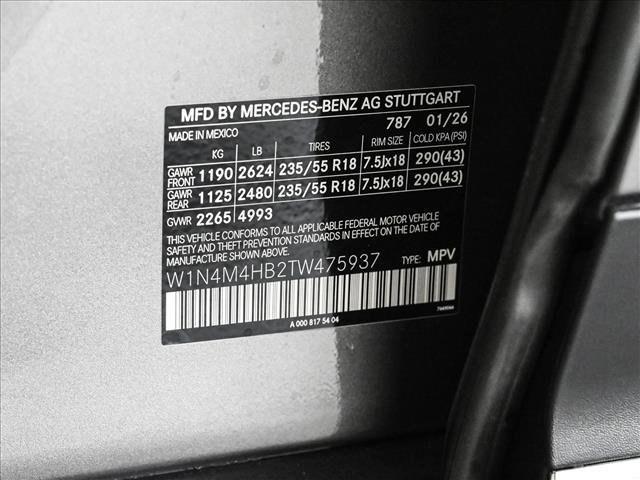 MFD BY MERCEDES-BENZ AG STUTTGART
MADE IN MEXICO 787 01/26
KG LB TIRES RIM SIZE COLD KPA (PSI)
GAWR FRONT 1190 2624 235/55 R18 7.5Jx18 290(43)
GAWR REAR 1125 2480 235/55 R18 7.5Jx18 290(43)
GVWR 2265 4993
THIS VEHICLE CONFORMS TO ALL APPLICABLE FEDERAL MOTOR VEHICLE
SAFETY AND THEFT PREVENTION STANDARDS IN EFFECT ON THE DATE OF
MANUFACTURE SHOWN ABOVE.
W1N4M4HB2TW475937 TYPE: MPV
A 000 817 54 04